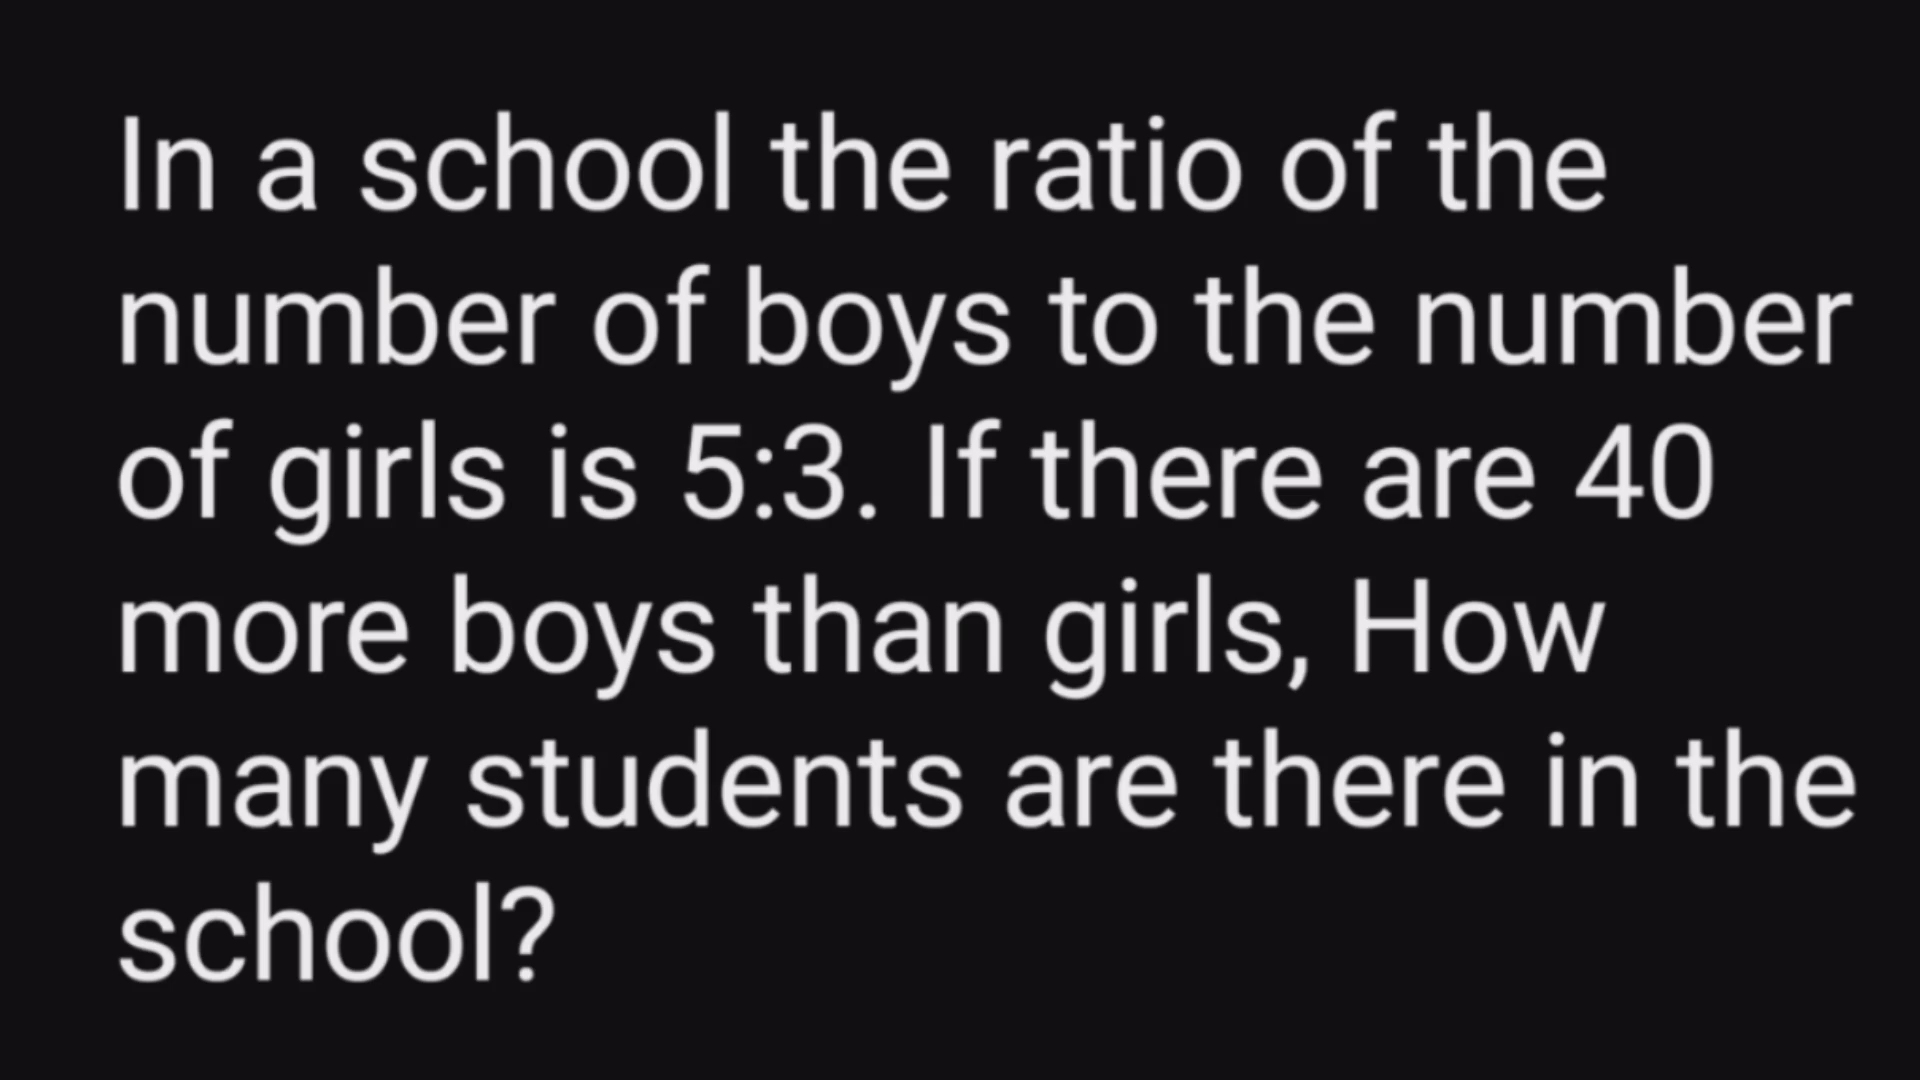 In a school the ratio of the
number of boys to the number
of girls is 5:3. If there are 40
more boys than girls, How
many students are there in the
school?